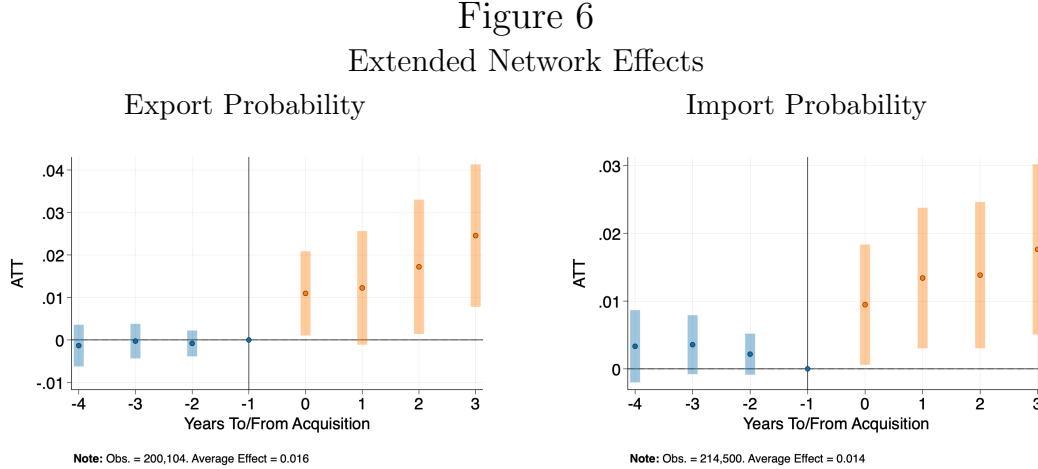 Figure 6
Extended Network Effects
Export Probability
Import Probability
.04
.03
.02
.01
0
-.01
ATT
-4 -3 -2 -1 0 1 2 3
Years To/From Acquisition
Note: Obs. = 200,104. Average Effect = 0.016
.03
.02
.01
0
ATT
-4 -3 -2 -1 0 1 2 3
Years To/From Acquisition
Note: Obs. = 214,500. Average Effect = 0.014